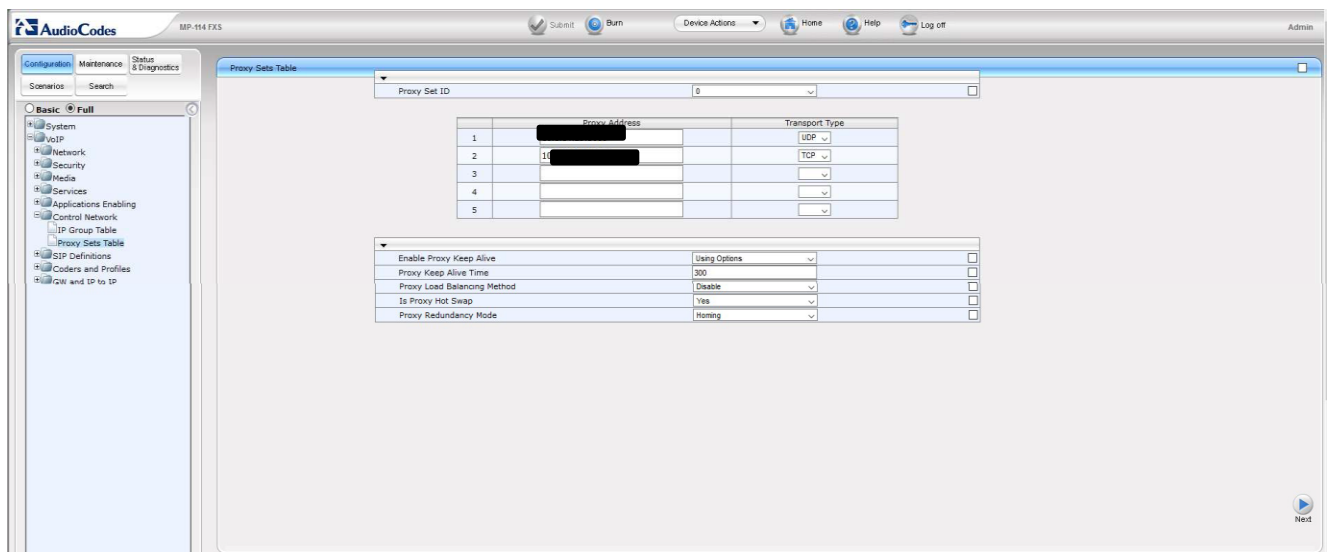 AudioCodes
MP-114 FXS
Submit
Burn
Device Actions
Home
Help
Log off
Admin
Configuration
Maintenance
Status
& Diagnostics
Scenarios
Search
Basic
Full
System
VoIP
Network
Security
Media
Services
Applications Enabling
Control Network
IP Group Table
Proxy Sets Table
SIP Definitions
Coders and Profiles
GW and IP to IP
Proxy Sets Table
Proxy Set ID 0
Proxy Address Transport Type
1 UDP
2 10 TCP
3
4
5
Enable Proxy Keep Alive Using Options
Proxy Keep Alive Time 300
Proxy Load Balancing Method Disable
Is Proxy Hot Swap Yes
Proxy Redundancy Mode Homing
Next